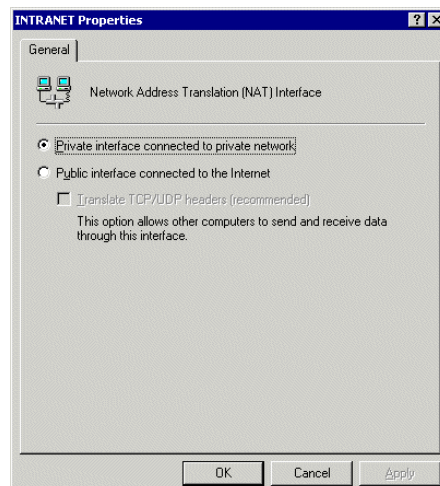 INTRANET Properties
General
Network Address Translation (NAT) Interface
Private interface connected to private network
Public interface connected to the Internet
Translate TCP/UDP headers (recommended)
This option allows other computers to send and receive data
through this interface.
OK Cancel Apply